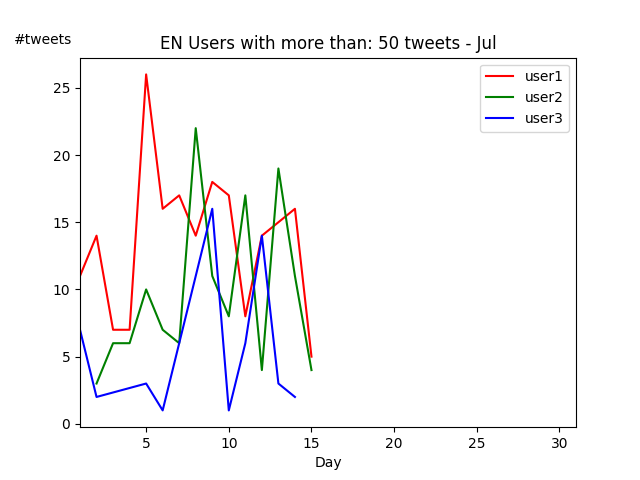 #tweets
EN Users with more than: 50 tweets - Jul
user1
user2
user3
25
20
15
10
5
0
5 10 15 20 25 30
Day